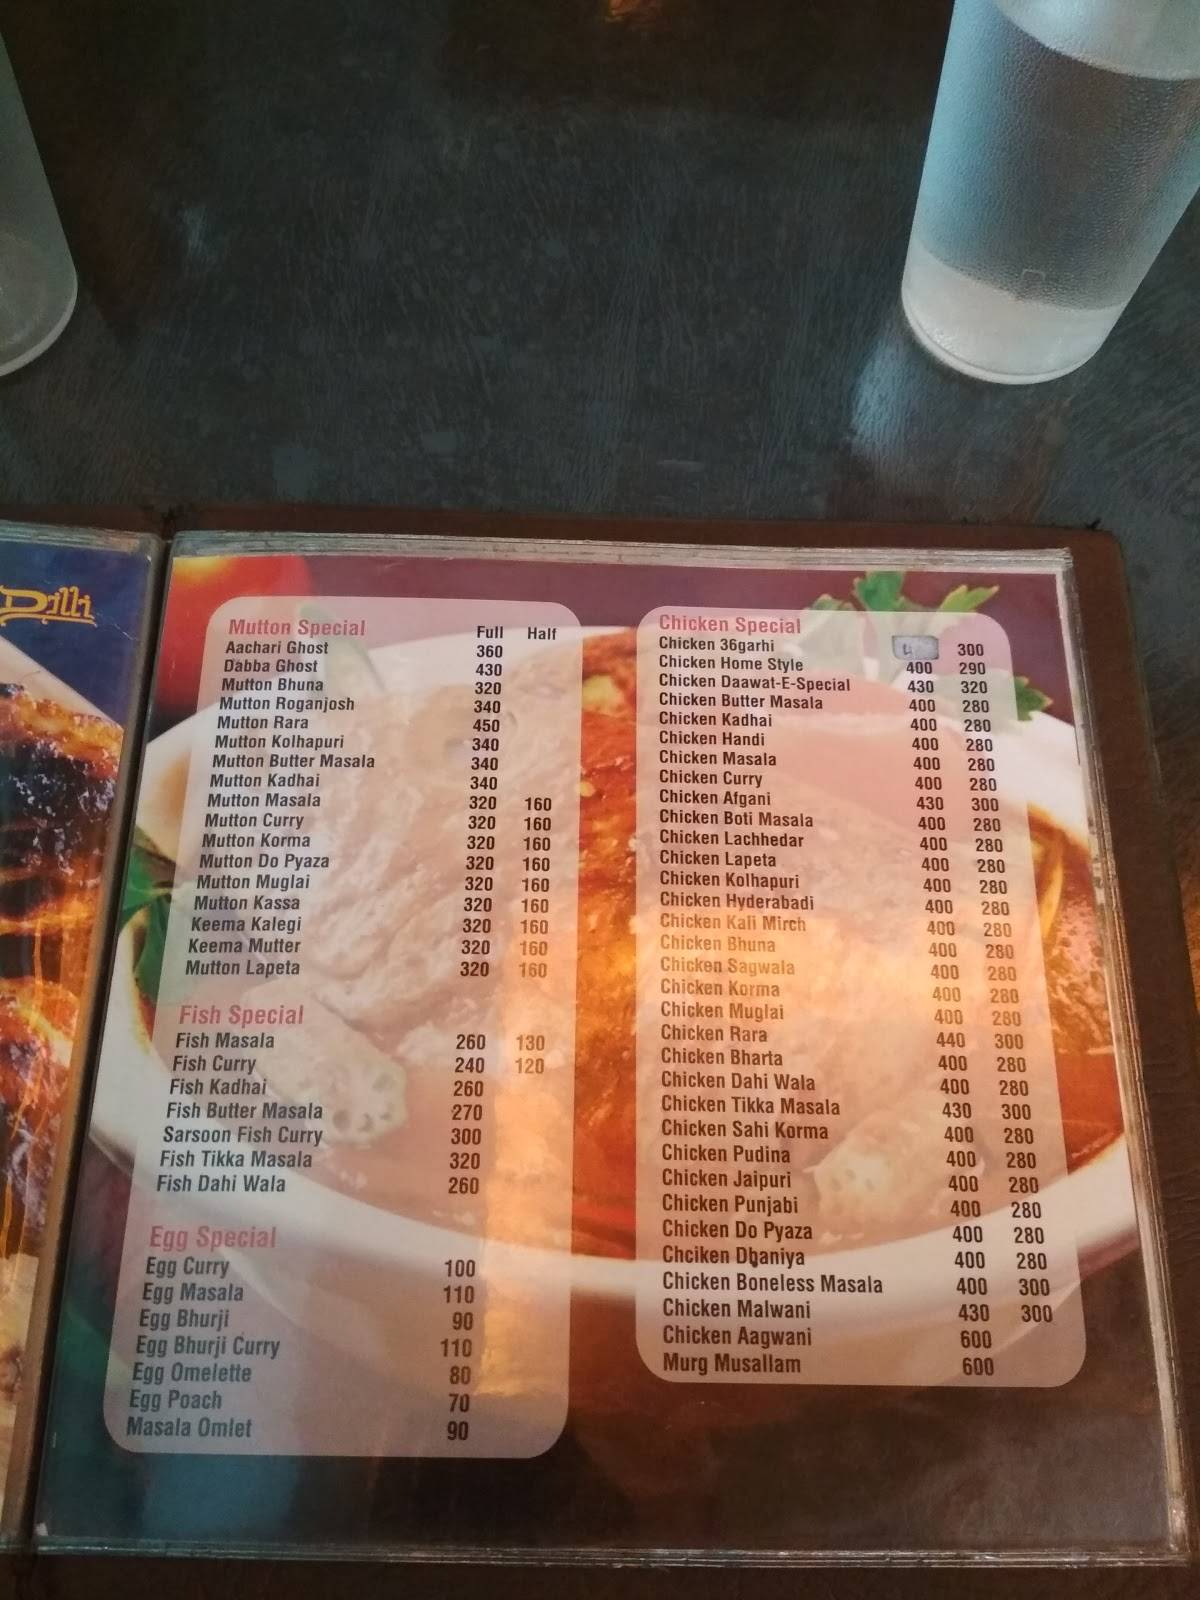 Dilli
Mutton Special Full Half
Aachari Ghost 360
Dabba Ghost 430
Mutton Bhuna 320
Mutton Roganjosh 340
Mutton Rara 450
Mutton Kolhapuri 340
Mutton Butter Masala 340
Mutton Kadhai 340
Mutton Masala 320 160
Mutton Curry 320 160
Mutton Korma 320 160
Mutton Do Pyaza 320 160
Mutton Muglai 320 160
Mutton Kassa 320 160
Keema Kalegi 320 160
Keema Mutter 320 160
Mutton Lapeta 320 160
Fish Special
Fish Masala 260 130
Fish Curry 240 120
Fish Kadhai 260
Fish Butter Masala 270
Sarsoon Fish Curry 300
Fish Tikka Masala 320
Fish Dahi Wala 260
Egg Special
Egg Curry 100
Egg Masala 110
Egg Bhurji 90
Egg Bhurji Curry 110
Egg Omelette 80
Egg Poach 70
Masala Omlet 90
Chicken Special
Chicken 36garhi 300
Chicken Home Style 400 290
Chicken Daawat-E-Special 430 320
Chicken Butter Masala 400 280
Chicken Kadhai 400 280
Chicken Handi 400 280
Chicken Masala 400 280
Chicken Curry 400 280
Chicken Afgani 430 300
Chicken Boti Masala 400 280
Chicken Lachhedar 400 280
Chicken Lapeta 400 280
Chicken Kolhapuri 400 280
Chicken Hyderabadi 400 280
Chicken Kali Mirch 400 280
Chicken Bhuna 400 280
Chicken Sagwala 400 280
Chicken Korma 400 280
Chicken Muglai 400 280
Chicken Rara 440 300
Chicken Bharta 400 280
Chicken Dahi Wala 400 280
Chicken Tikka Masala 430 300
Chicken Sahi Korma 400 280
Chicken Pudina 400 280
Chicken Jaipuri 400 280
Chicken Punjabi 400 280
Chicken Do Pyaza 400 280
Chciken Dhaniya 400 280
Chicken Boneless Masala 400 300
Chicken Malwani 430 300
Chicken Aagwani 600
Murg Musallam 600